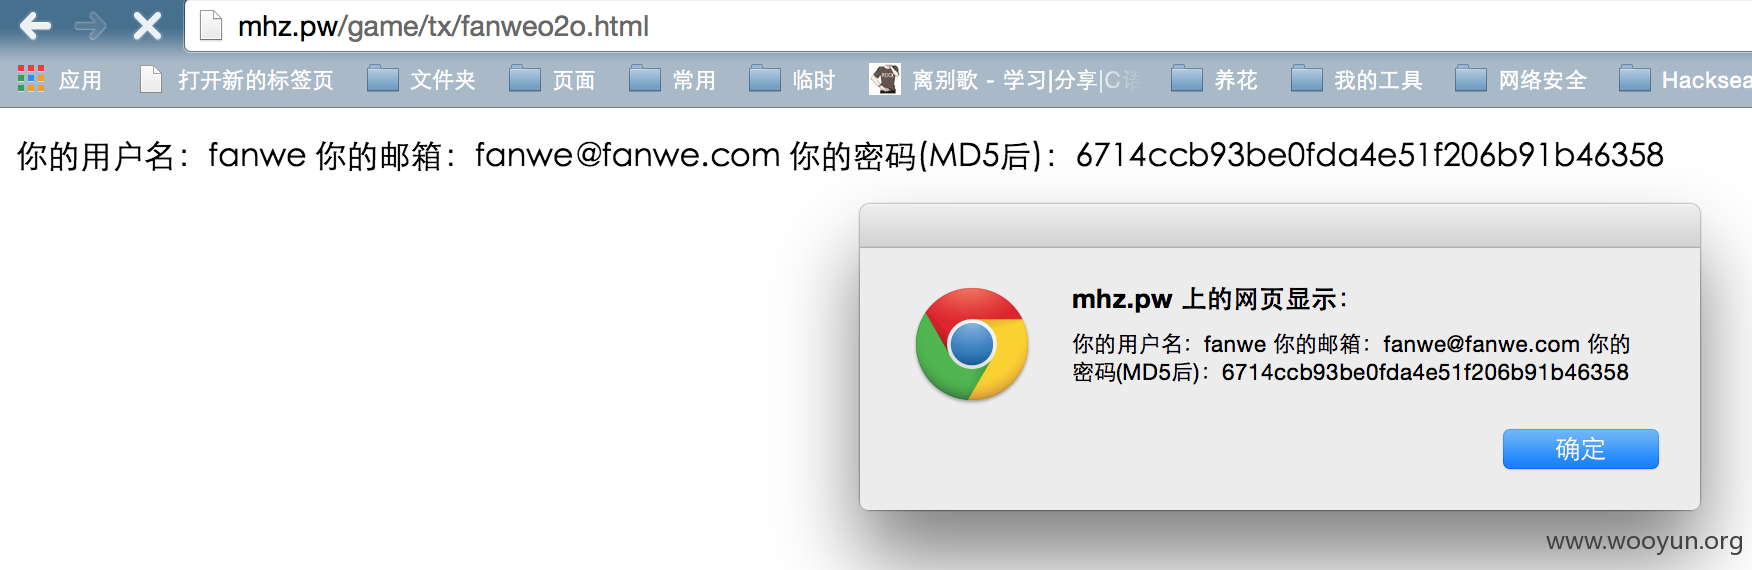 mhz.pw/game/tx/fanweo2o.html
应用 打开新的标签页 文件夹 页面 常用 临时 离别歌 - 学习|分享|C语 养花 我的工具 网络安全 Hacksea
你的用户名：fanwe 你的邮箱：fanwe@fanwe.com 你的密码(MD5后)：6714ccb93be0fda4e51f206b91b46358
mhz.pw 上的网页显示：
你的用户名：fanwe 你的邮箱：fanwe@fanwe.com 你的
密码(MD5后)：6714ccb93be0fda4e51f206b91b46358
确定
www.wooyun.org